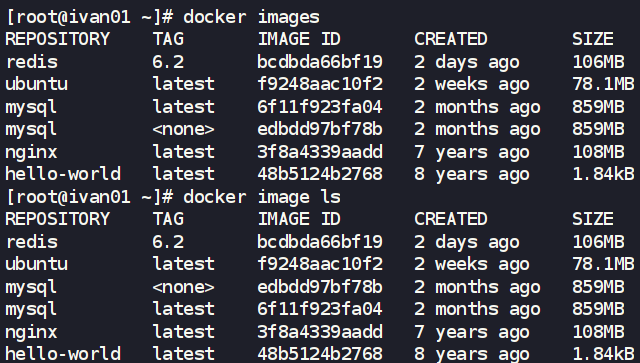 [root@ivan01 ~]# docker images
REPOSITORY    TAG       IMAGE ID       CREATED        SIZE
redis         6.2       bcdbda66bf19   2 days ago     106MB
ubuntu        latest    f9248aac10f2   2 weeks ago    78.1MB
mysql         latest    6f11f923fa04   2 months ago   859MB
mysql         <none>    edbdd97bf78b   2 months ago   859MB
nginx         latest    3f8a4339aadd   7 years ago    108MB
hello-world   latest    48b5124b2768   8 years ago    1.84kB
[root@ivan01 ~]# docker image ls
REPOSITORY    TAG       IMAGE ID       CREATED        SIZE
redis         6.2       bcdbda66bf19   2 days ago     106MB
ubuntu        latest    f9248aac10f2   2 weeks ago    78.1MB
mysql         <none>    edbdd97bf78b   2 months ago   859MB
mysql         latest    6f11f923fa04   2 months ago   859MB
nginx         latest    3f8a4339aadd   7 years ago    108MB
hello-world   latest    48b5124b2768   8 years ago    1.84kB